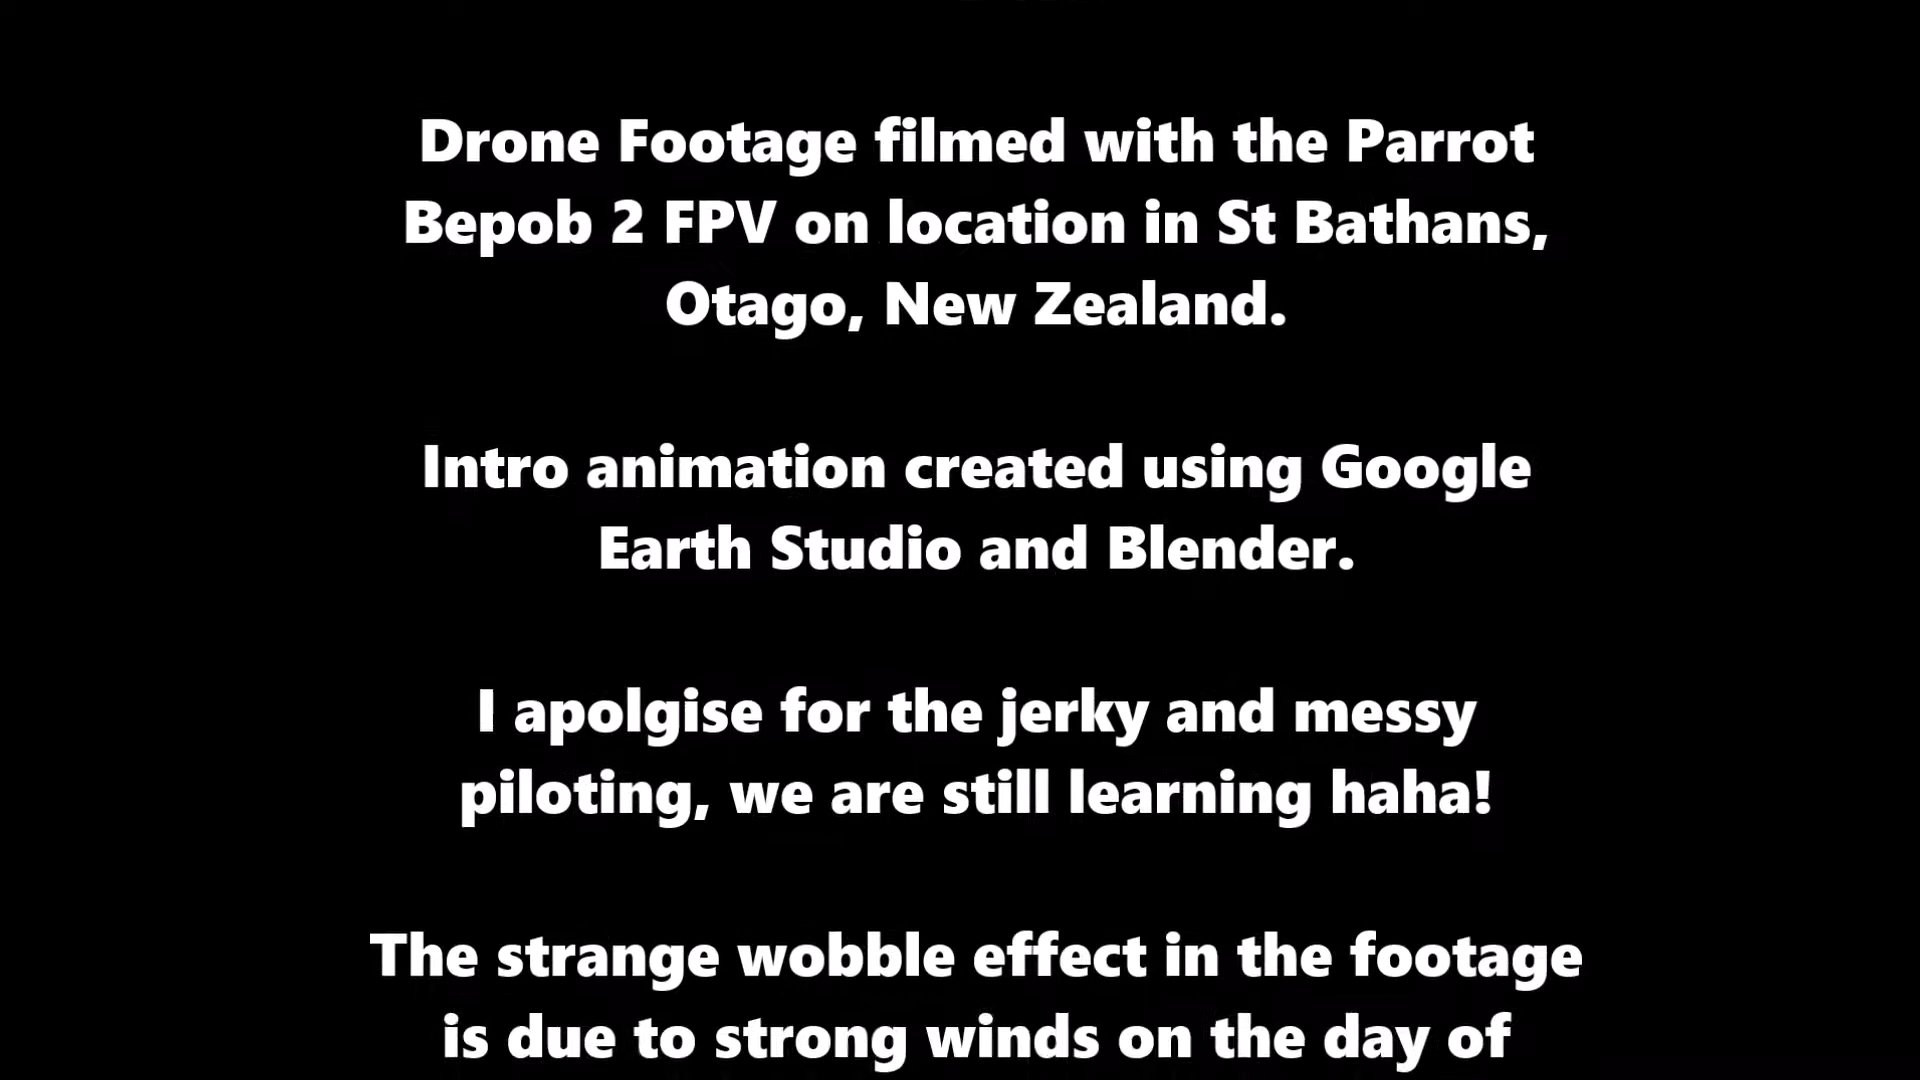 Drone Footage filmed with the Parrot
Bepob 2 FPV on location in St Bathans,
Otago, New Zealand.
Intro animation created using Google
Earth Studio and Blender.
I apolgise for the jerky and messy
piloting, we are still learning haha!
The strange wobble effect in the footage
is due to strong winds on the day of